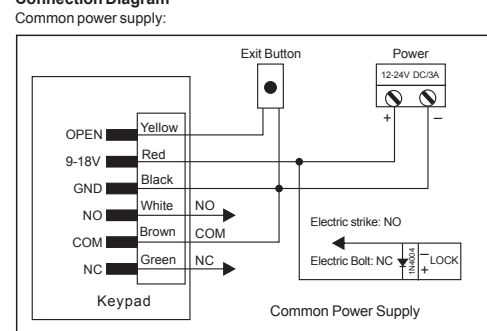 Connection Diagram
Common power supply:
Exit Button
Power
12-24V DC/3A
+ –
OPEN Yellow
9-18V Red
GND Black
NO White NO
COM Brown COM
NC Green NC
Keypad
Electric strike: NO
Electric Bolt: NC
1N4004
–
+
LOCK
Common Power Supply